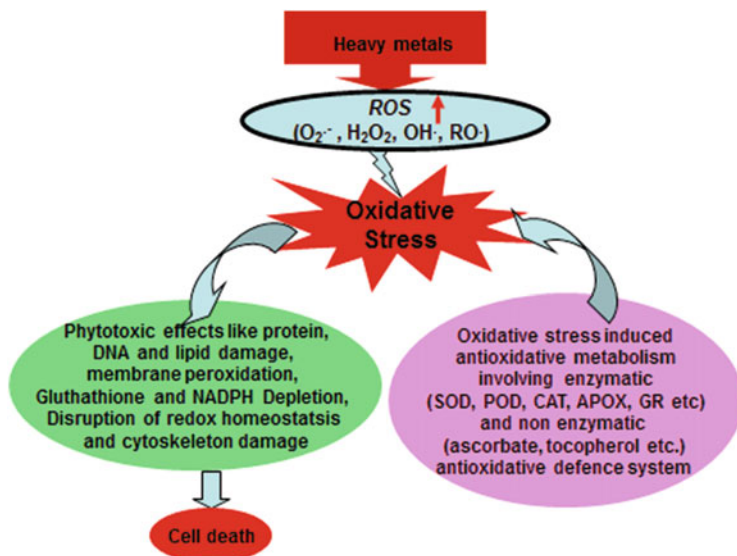 Heavy metals
ROS
(O₂·⁻ , H₂O₂, OH·, RO·)
Oxidative
Stress
Phytotoxic effects like protein,
DNA and lipid damage,
membrane peroxidation,
Gluthathione and NADPH Depletion,
Disruption of redox homeostatsis
and cytoskeleton damage
Oxidative stress induced
antioxidative metabolism
involving enzymatic
(SOD, POD, CAT, APOX, GR etc)
and non enzymatic
(ascorbate, tocopherol etc.)
antioxidative defence system
Cell death